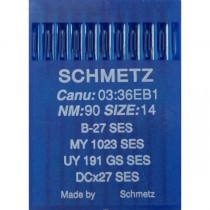 SCHMETZ
Canu: 03:36EB1
NM:90 SIZE:14
B-27 SES
MY 1023 SES
UY 191 GS SES
DCx27 SES
Made by Schmetz